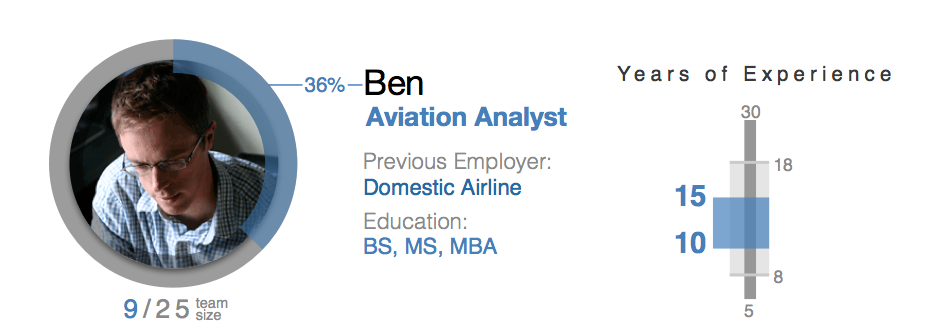 36%
Ben
Aviation Analyst
Previous Employer:
Domestic Airline
Education:
BS, MS, MBA
9/25 team size
Years of Experience
30
18
15
10
8
5